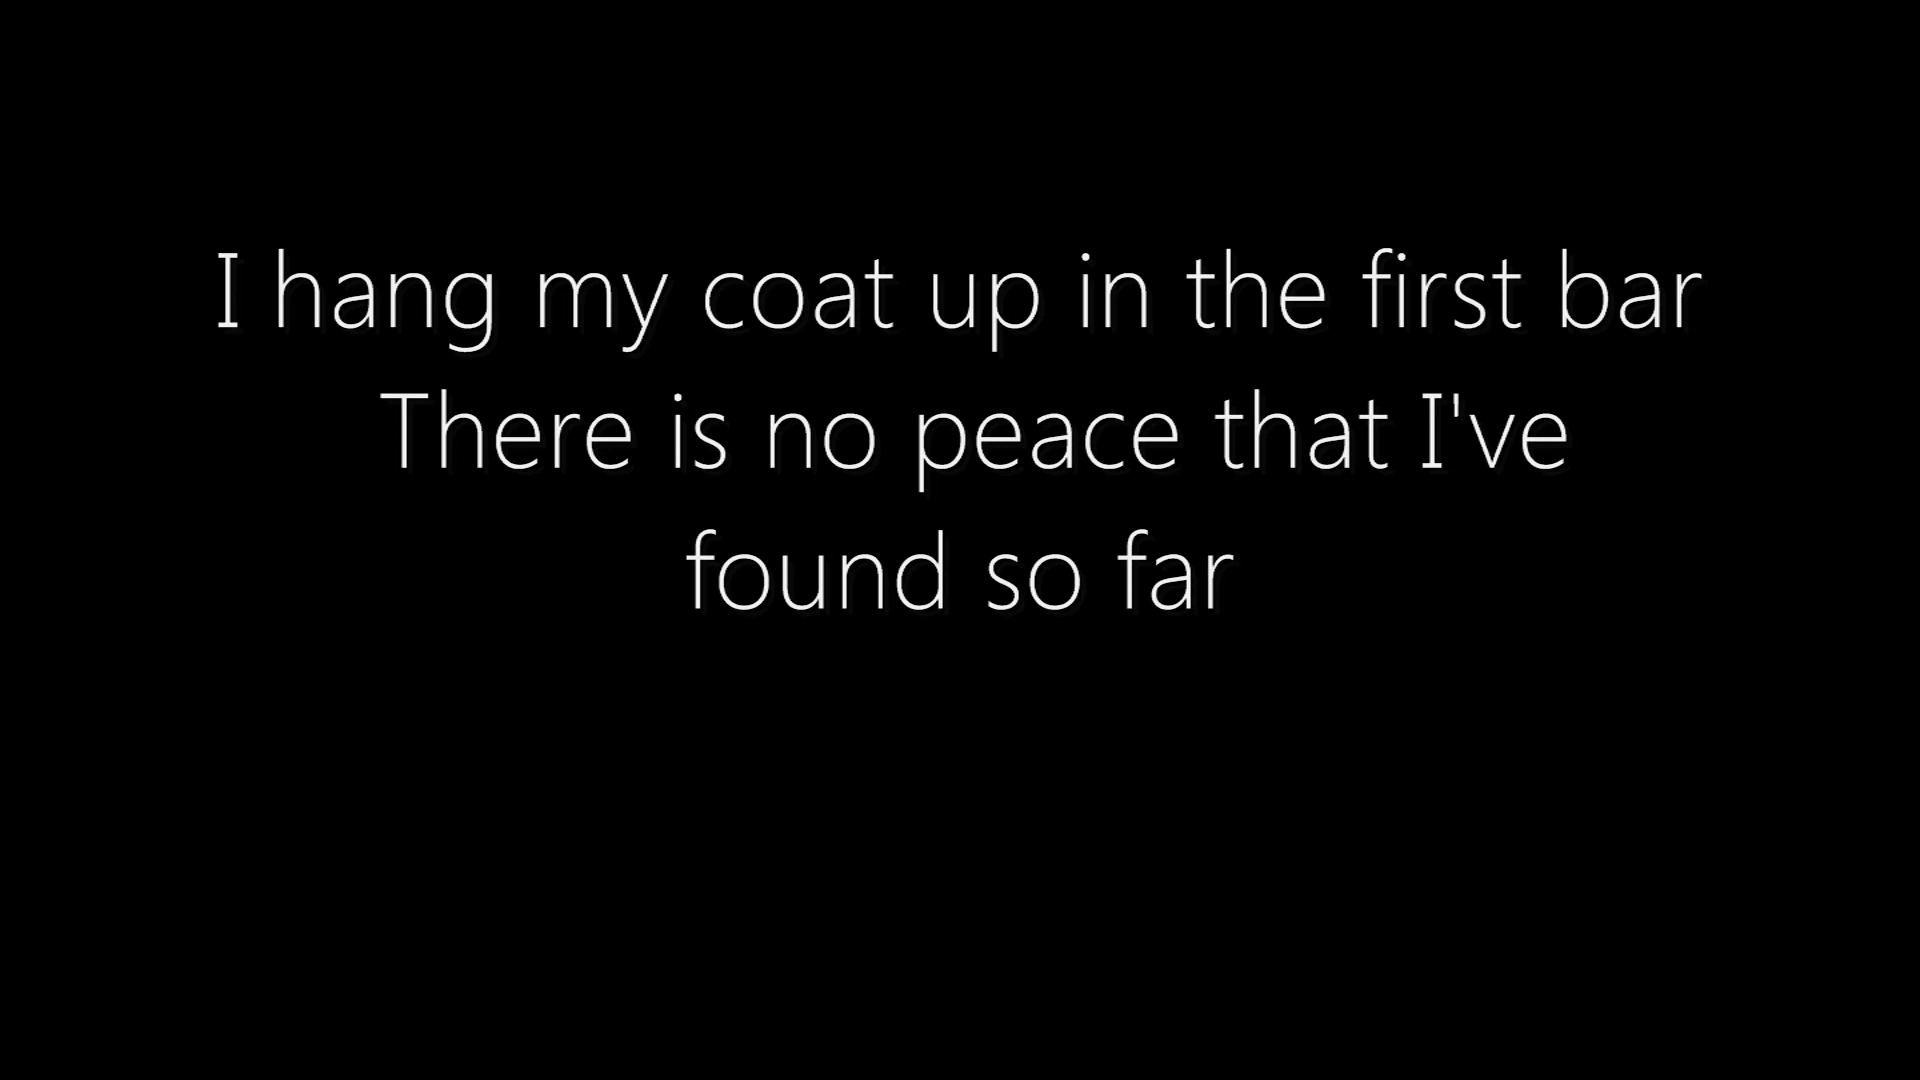 I hang my coat up in the first bar
There is no peace that I've
found so far